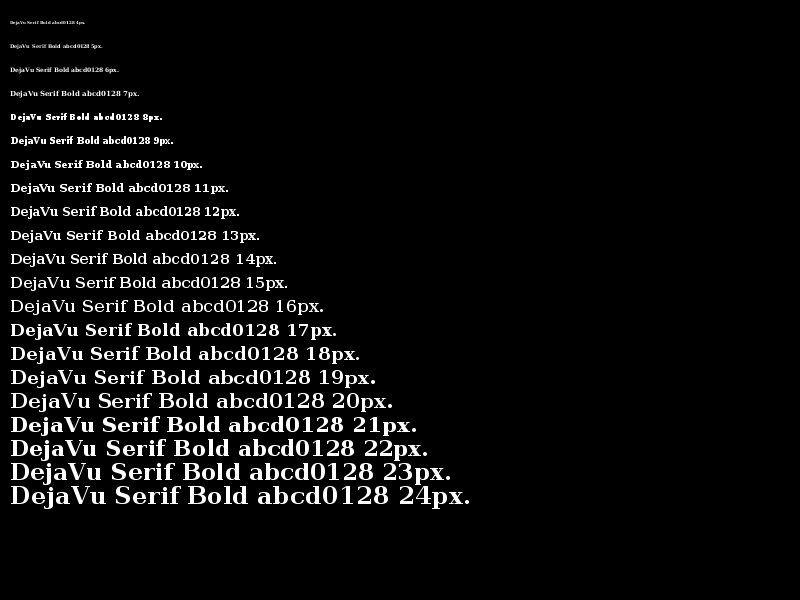 DejaVu Serif Bold abcd0128 4px.
DejaVu Serif Bold abcd0128 5px.
DejaVu Serif Bold abcd0128 6px.
DejaVu Serif Bold abcd0128 7px.
DejaVu Serif Bold abcd0128 8px.
DejaVu Serif Bold abcd0128 9px.
DejaVu Serif Bold abcd0128 10px.
DejaVu Serif Bold abcd0128 11px.
DejaVu Serif Bold abcd0128 12px.
DejaVu Serif Bold abcd0128 13px.
DejaVu Serif Bold abcd0128 14px.
DejaVu Serif Bold abcd0128 15px.
DejaVu Serif Bold abcd0128 16px.
DejaVu Serif Bold abcd0128 17px.
DejaVu Serif Bold abcd0128 18px.
DejaVu Serif Bold abcd0128 19px.
DejaVu Serif Bold abcd0128 20px.
DejaVu Serif Bold abcd0128 21px.
DejaVu Serif Bold abcd0128 22px.
DejaVu Serif Bold abcd0128 23px.
DejaVu Serif Bold abcd0128 24px.